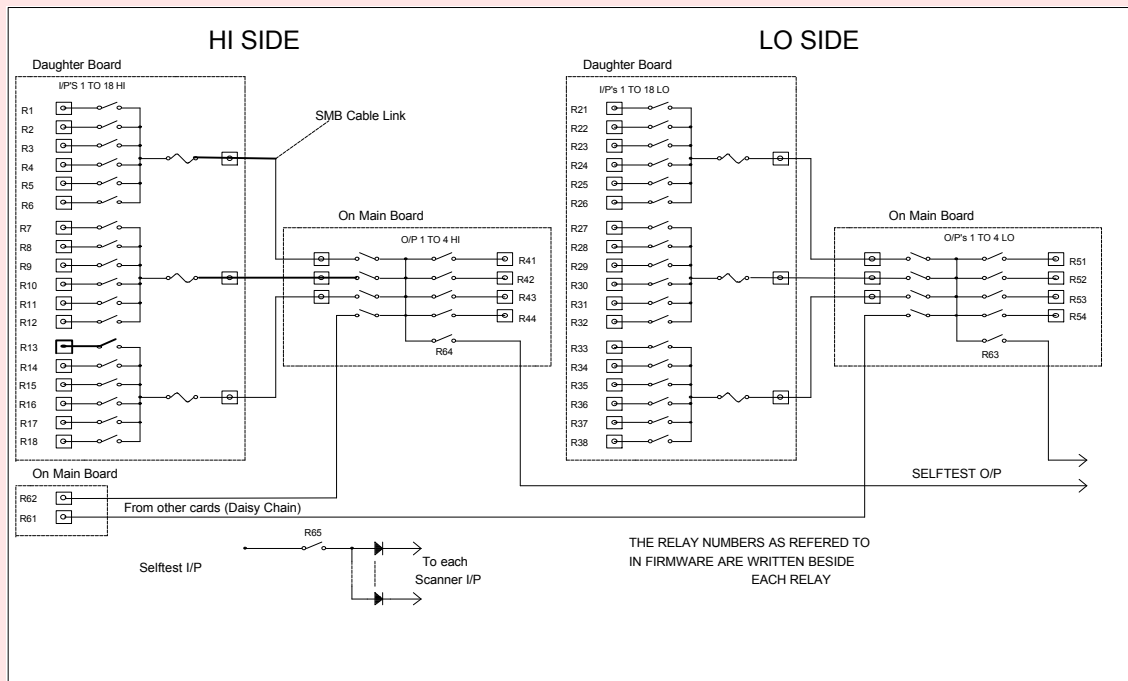 HI SIDE
Daughter Board
I/P'S 1 TO 18 HI
R1
R2
R3
R4
R5
R6
R7
R8
R9
R10
R11
R12
R13
R14
R15
R16
R17
R18
SMB Cable Link
On Main Board
O/P 1 TO 4 HI
R41
R42
R43
R44
R64
On Main Board
R62
R61
From other cards (Daisy Chain)
Selftest I/P
R65
To each
Scanner I/P
LO SIDE
Daughter Board
I/P's 1 TO 18 LO
R21
R22
R23
R24
R25
R26
R27
R28
R29
R30
R31
R32
R33
R34
R35
R36
R37
R38
On Main Board
O/P's 1 TO 4 LO
R51
R52
R53
R54
R63
SELFTEST O/P
THE RELAY NUMBERS AS REFERED TO
IN FIRMWARE ARE WRITTEN BESIDE
EACH RELAY